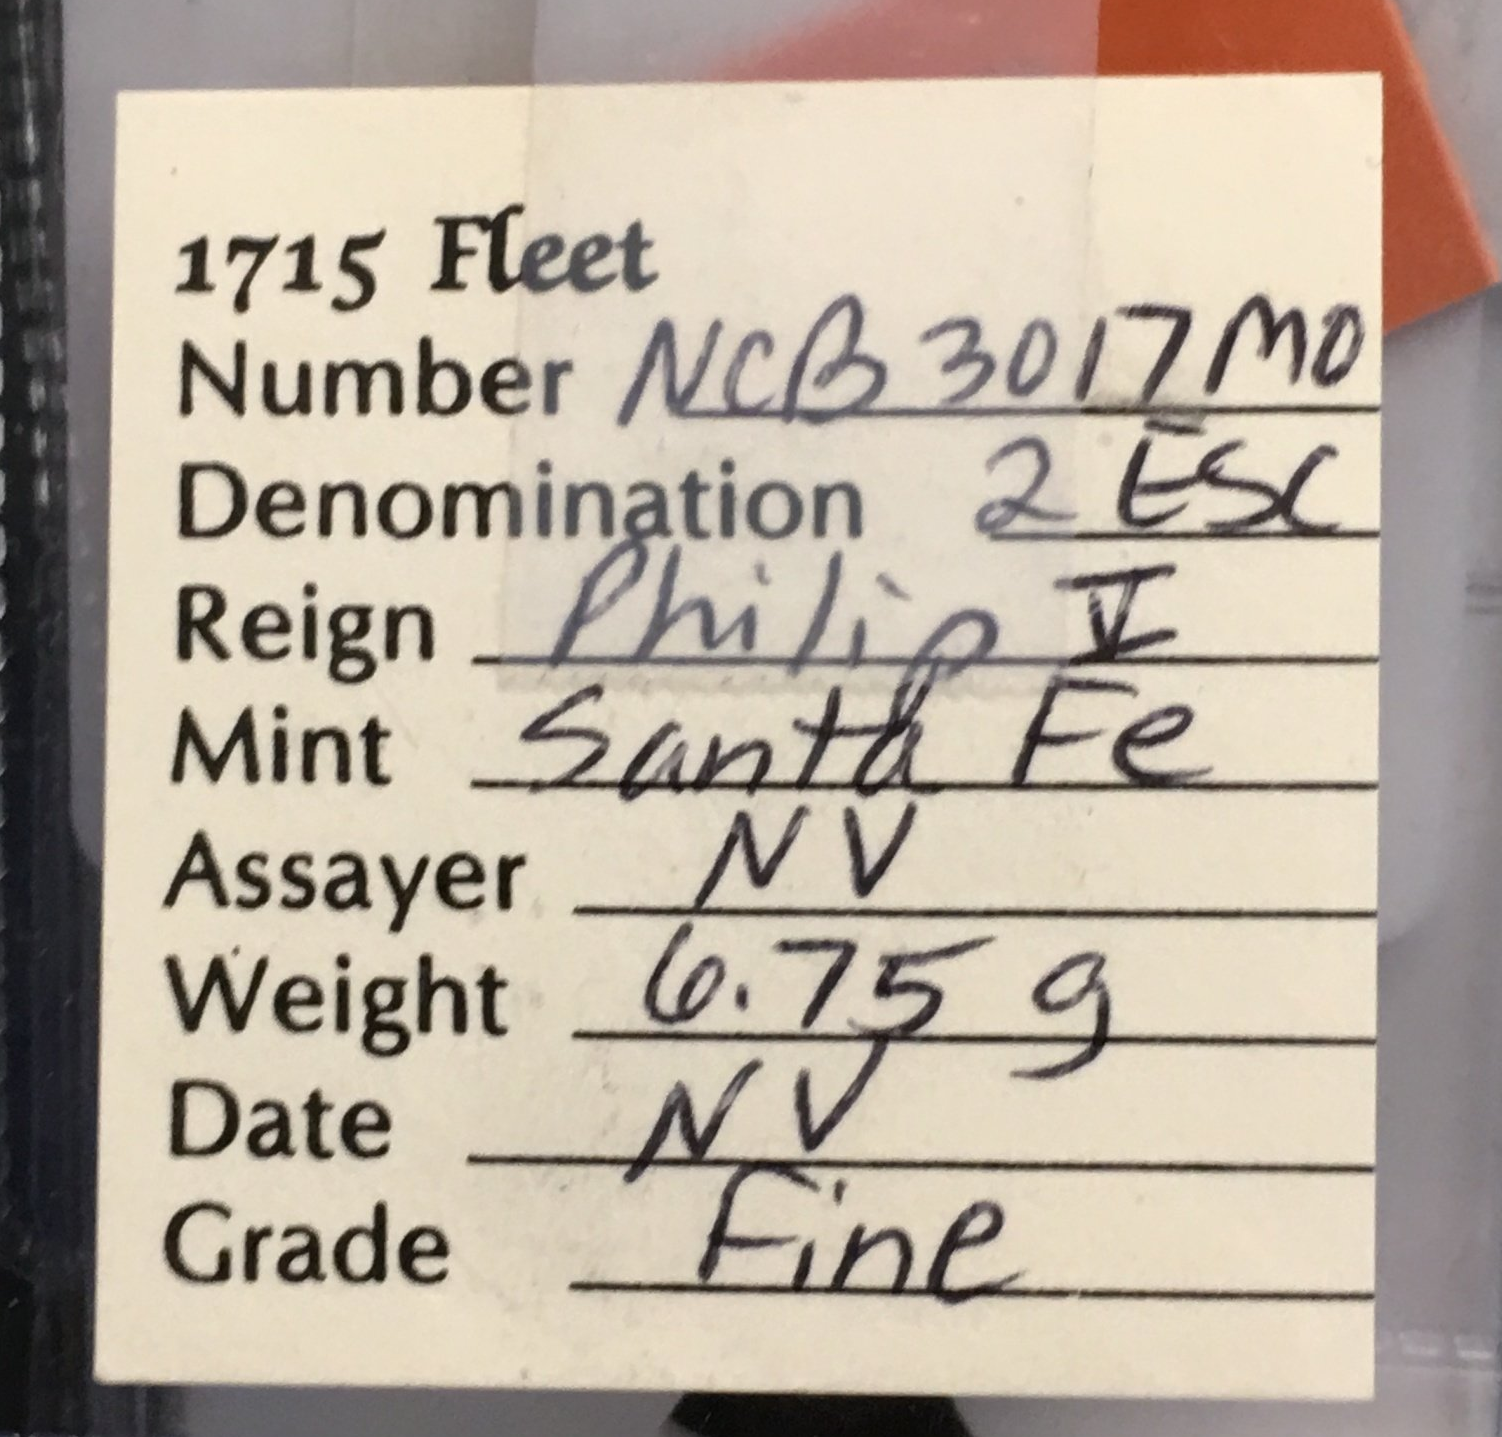 1715 Fleet
Number NCB 3017 MO
Denomination 2 ESC
Reign Philip V
Mint Santa Fe
Assayer NV
Weight 6.75 g
Date NV
Grade Fine